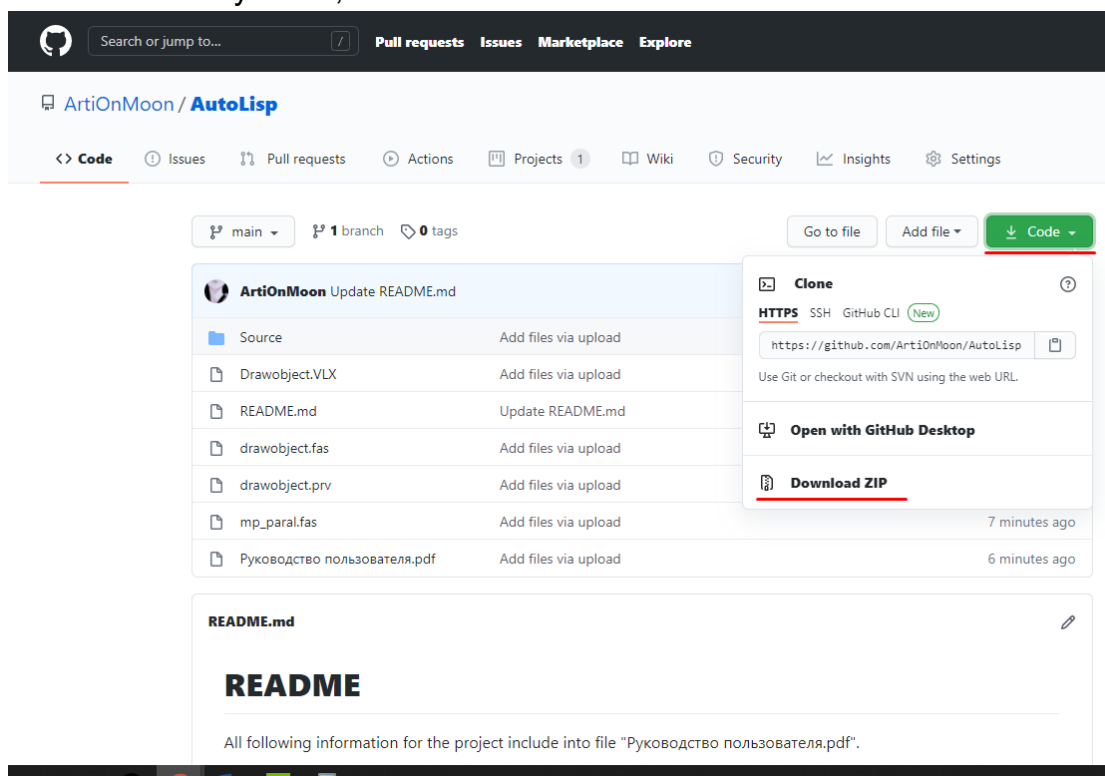 Search or jump to... / Pull requests Issues Marketplace Explore
ArtiOnMoon / AutoLisp
<> Code Issues Pull requests Actions Projects 1 Wiki Security Insights Settings
main 1 branch 0 tags Go to file Add file Code
ArtiOnMoon Update README.md
Clone
HTTPS SSH GitHub CLI New
https://github.com/ArtiOnMoon/AutoLisp
Use Git or checkout with SVN using the web URL.
Open with GitHub Desktop
Download ZIP
Source Add files via upload
Drawobject.VLX Add files via upload
README.md Update README.md
drawobject.fas Add files via upload
drawobject.prv Add files via upload
mp_paral.fas Add files via upload 7 minutes ago
Руководство пользователя.pdf Add files via upload 6 minutes ago
README.md
README
All following information for the project include into file "Руководство пользователя.pdf".